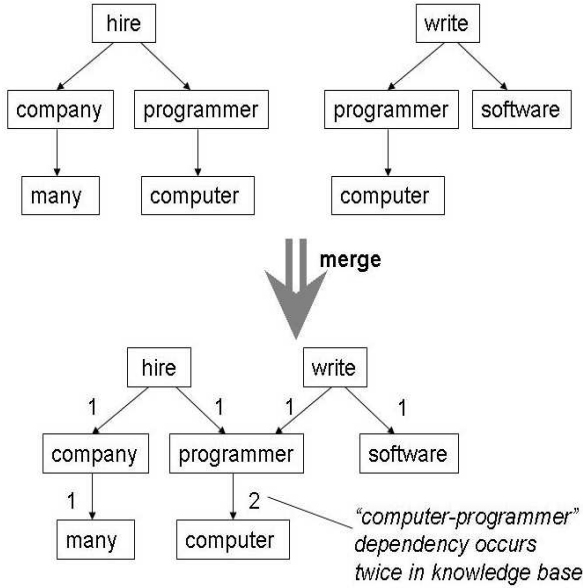 hire
write
company
programmer
programmer
software
many
computer
computer
merge
hire
write
1
1
1
1
company
programmer
software
1
2
many
computer
“computer-programmer”
dependency occurs
twice in knowledge base